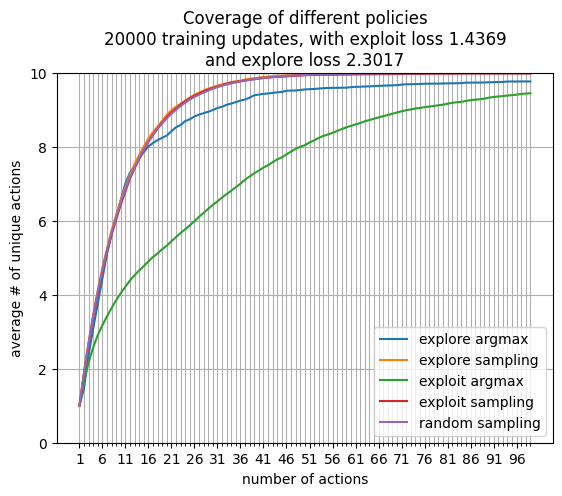 Coverage of different policies
20000 training updates, with exploit loss 1.4369
and explore loss 2.3017
10
8
6
4
2
0
average # of unique actions
explore argmax
explore sampling
exploit argmax
exploit sampling
random sampling
1 6 11 16 21 26 31 36 41 46 51 56 61 66 71 76 81 86 91 96
number of actions